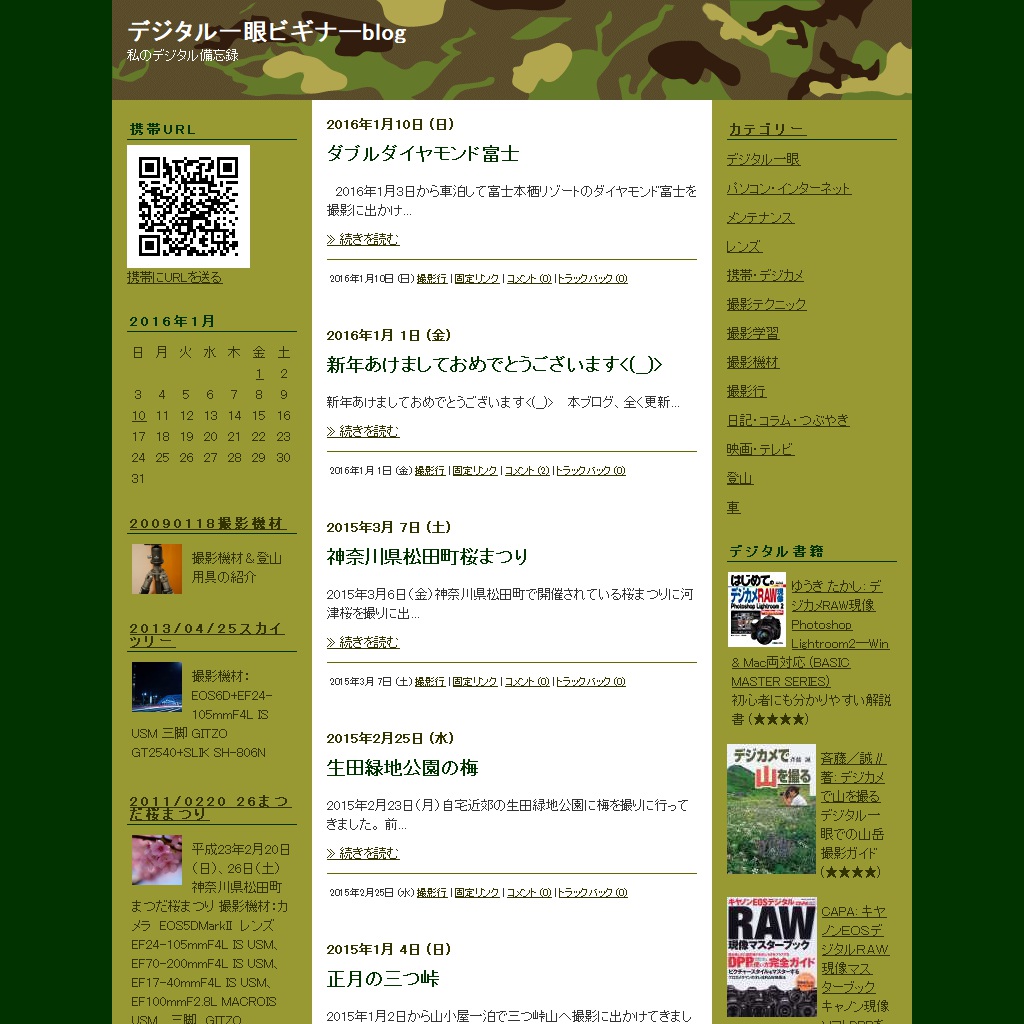 デジタル一眼ビギナーblog
私のデジタル備忘録
携帯URL
携帯にURLを送る
2016年1月
日 月 火 水 木 金 土
1 2
3 4 5 6 7 8 9
10 11 12 13 14 15 16
17 18 19 20 21 22 23
24 25 26 27 28 29 30
31
20090118撮影機材
撮影機材＆登山
用具の紹介
2013/04/25スカイ
ツリー
撮影機材：
EOS6D+EF24-
105mmF4L IS
USM 三脚 GITZO
GT2540+SLIK SH-806N
2011/0220 26まつ
だ桜まつり
平成23年2月20日
（日）、26日（土）
神奈川県松田町
まつだ桜まつり 撮影機材：カ
メラ EOS5DMarkII レンズ
EF24-105mmF4L IS USM、
EF70-200mmF4L IS USM、
EF17-40mmF4L IS USM、
EF100mmF2.8L MACROIS
USM 三脚 GITZO
2016年1月10日 (日)
ダブルダイヤモンド富士
2016年1月3日から車泊して富士本栖リゾートのダイヤモンド富士を
撮影に出かけ...
≫ 続きを読む
2016年1月10日 (日) 撮影行 | 固定リンク | コメント (0) | トラックバック (0)
2016年1月 1日 (金)
新年あけましておめでとうございます<(_)>
新年あけましておめでとうございます<(_)>　本ブログ、全く更新...
≫ 続きを読む
2016年1月 1日 (金) 撮影行 | 固定リンク | コメント (2) | トラックバック (0)
2015年3月 7日 (土)
神奈川県松田町桜まつり
2015年3月6日（金）神奈川県松田町で開催されている桜まつりに河
津桜を撮りに出...
≫ 続きを読む
2015年3月 7日 (土) 撮影行 | 固定リンク | コメント (0) | トラックバック (0)
2015年2月25日 (水)
生田緑地公園の梅
2015年2月23日（月）自宅近郊の生田緑地公園に梅を撮りに行って
きました。前...
≫ 続きを読む
2015年2月25日 (水) 撮影行 | 固定リンク | コメント (0) | トラックバック (0)
2015年1月 4日 (日)
正月の三つ峠
2015年1月2日から山小屋一泊で三つ峠山へ撮影に出かけてきまし
カテゴリー
デジタル一眼
パソコン・インターネット
メンテナンス
レンズ
携帯・デジカメ
撮影テクニック
撮影学習
撮影機材
撮影行
日記・コラム・つぶやき
映画・テレビ
登山
車
デジタル書籍
はじめて。
デジカメRAW現像
Photoshop Lightroom 2
ゆうき たかし: デ
ジカメRAW現像
Photoshop
Lightroom2―Win
& Mac両対応 (BASIC
MASTER SERIES)
初心者にも分かりやすい解説
書 (★★★★)
デジカメで
山を撮る
斉藤／誠∥
著: デジカメ
で山を撮る
デジタル一
眼での山岳
撮影ガイド
(★★★★)
キヤノンEOSデジタル
RAW
現像マスターブック
DPP使い方完全ガイド
CAPA: キヤ
ノンEOSデ
ジタルRAW
現像マス
ターブック
キャノン現像
ソフトDPPを